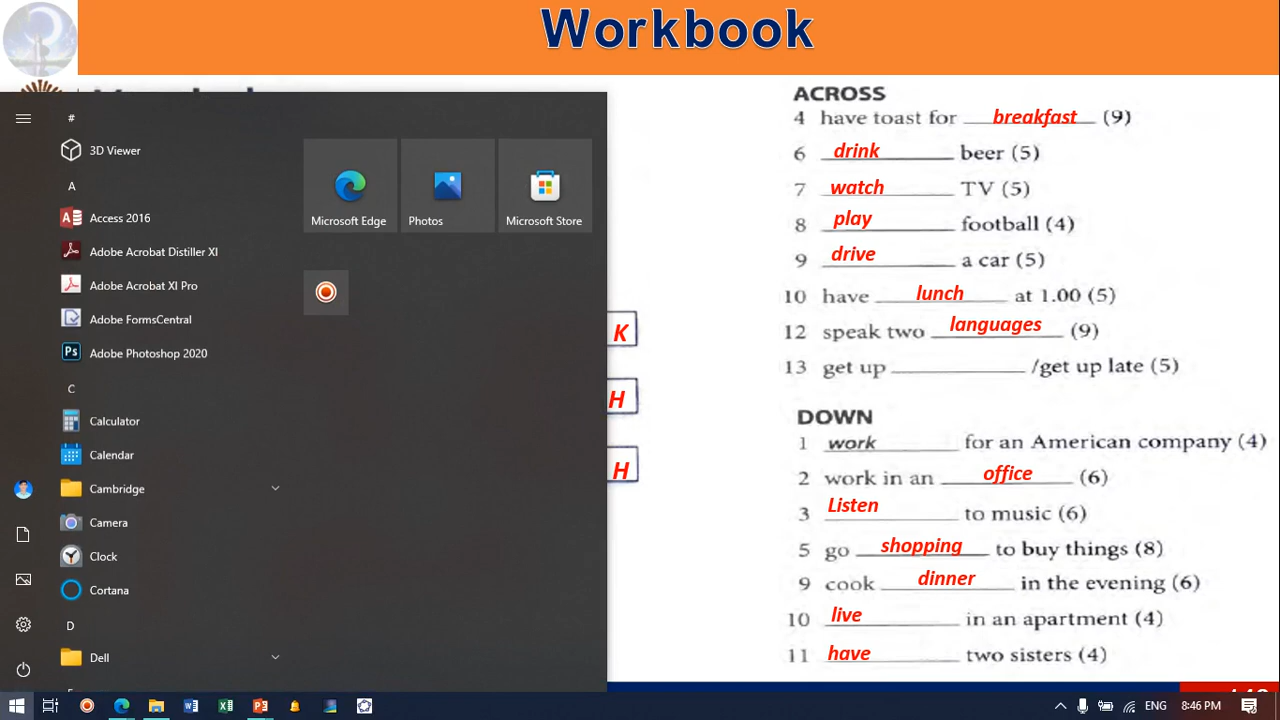 Workbook
#
3D Viewer
A
Access 2016
Adobe Acrobat Distiller XI
Adobe Acrobat XI Pro
Adobe FormsCentral
Ps Adobe Photoshop 2020
C
Calculator
Calendar
Cambridge
Camera
Clock
Cortana
D
Dell
Microsoft Edge
Photos
Microsoft Store
K
H
H
ACROSS
4 have toast for breakfast (9)
6 drink beer (5)
7 watch TV (5)
8 play football (4)
9 drive a car (5)
10 have lunch at 1.00 (5)
12 speak two languages (9)
13 get up ____________ /get up late (5)
DOWN
1 work for an American company (4)
2 work in an office (6)
3 Listen to music (6)
5 go shopping to buy things (8)
9 cook dinner in the evening (6)
10 live in an apartment (4)
11 have two sisters (4)
ENG 8:46 PM